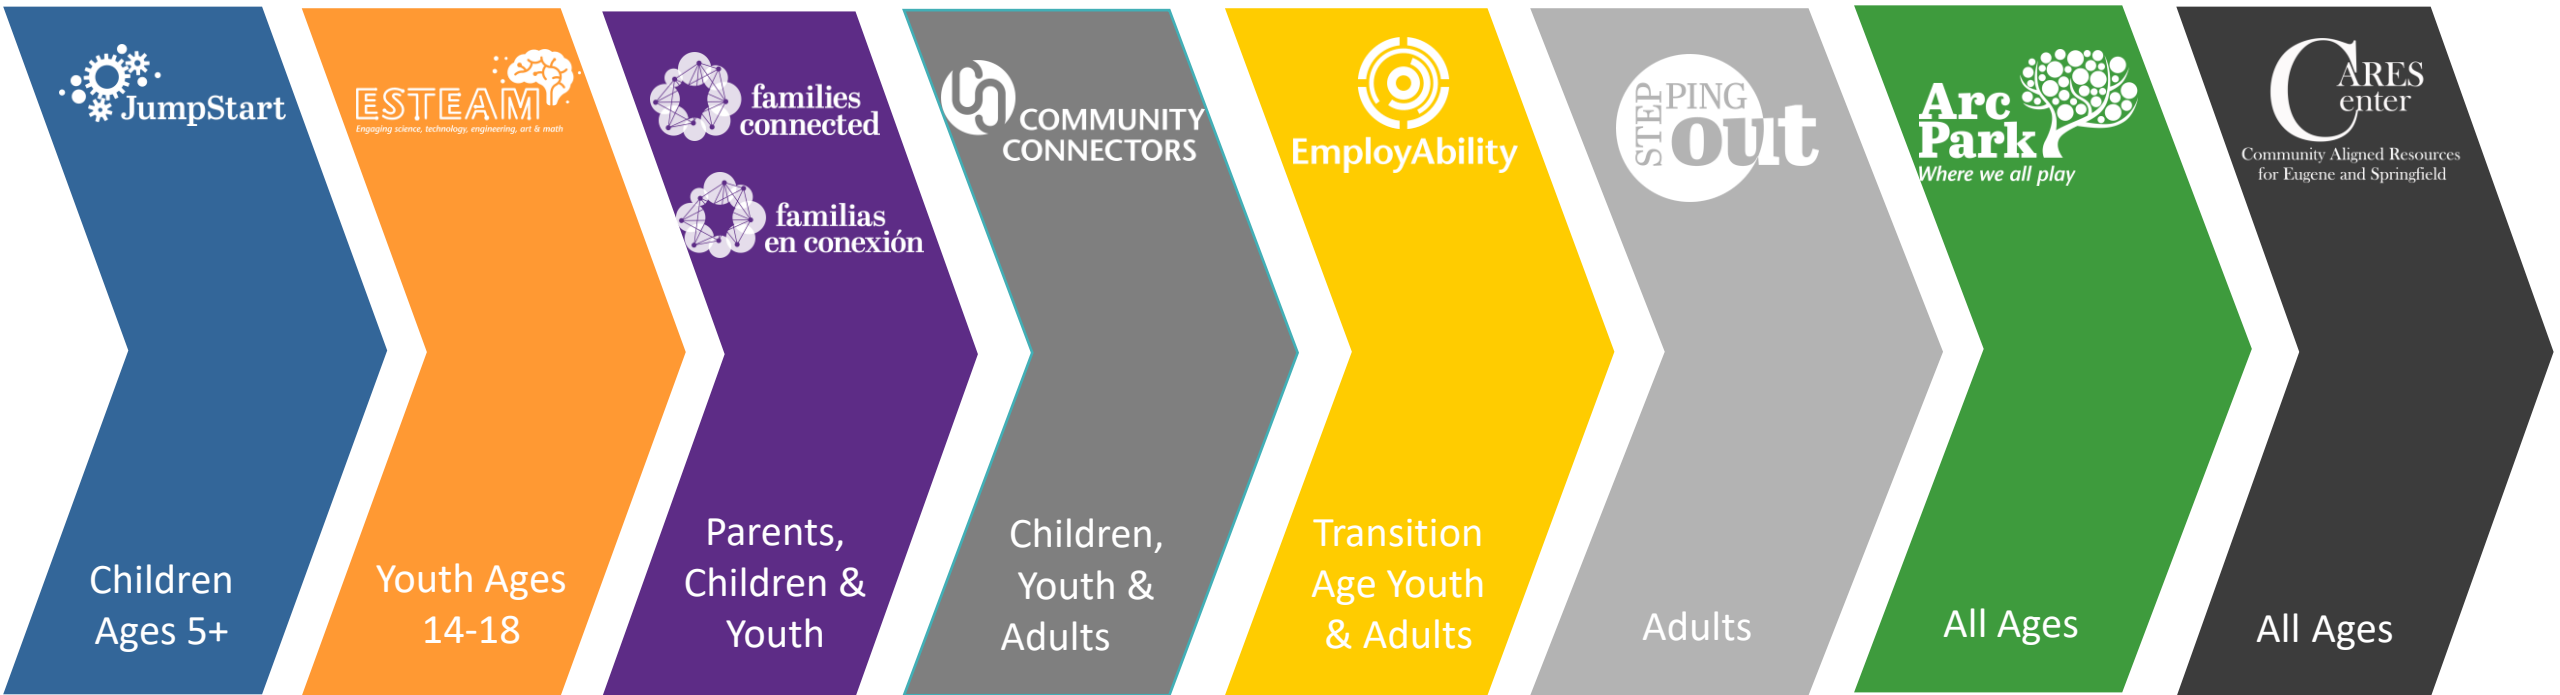 JumpStart
Children
Ages 5+
ESTEAM
Engaging science, technology, engineering, art & math
Youth Ages
14-18
families
connected
familias
en conexión
Parents,
Children &
Youth
COMMUNITY
CONNECTORS
Children,
Youth &
Adults
EmployAbility
Transition
Age Youth
& Adults
STEPPING
out
Adults
Arc
Park
Where we all play
All Ages
CARES
Center
Community Aligned Resources
for Eugene and Springfield
All Ages